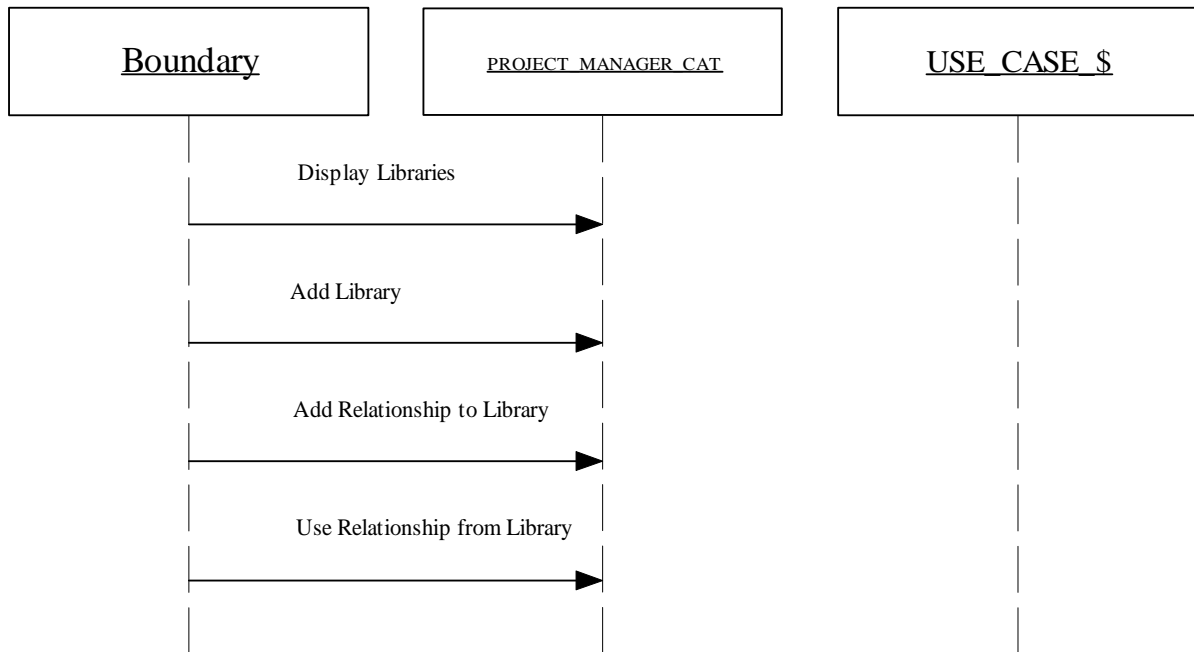 Boundary
PROJECT_MANAGER_CAT
USE_CASE_$
Display Libraries
Add Library
Add Relationship to Library
Use Relationship from Library